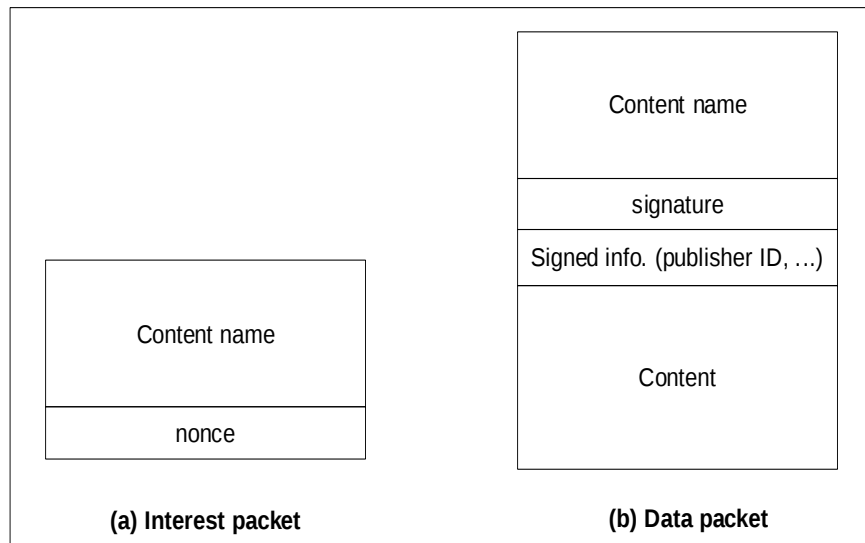 Content name
nonce
(a) Interest packet
Content name
signature
Signed info. (publisher ID, ...)
Content
(b) Data packet